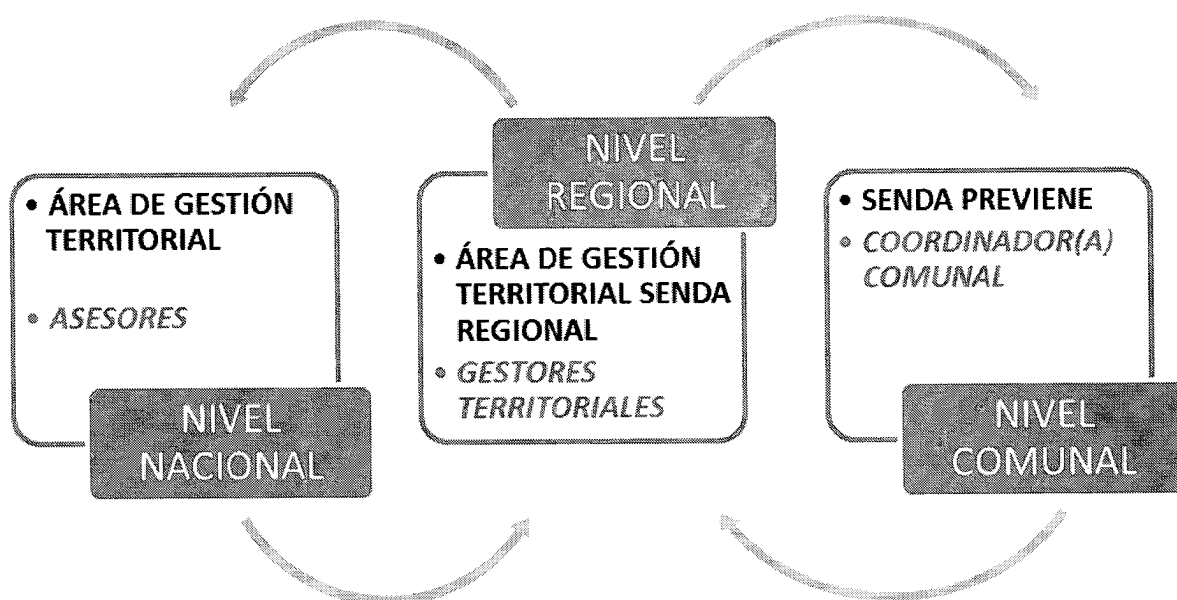 • ÁREA DE GESTIÓN
TERRITORIAL
• ASESORES
NIVEL
NACIONAL
NIVEL
REGIONAL
• ÁREA DE GESTIÓN
TERRITORIAL SENDA
REGIONAL
• GESTORES
TERRITORIALES
• SENDA PREVIENE
• COORDINADOR(A)
COMUNAL
NIVEL
COMUNAL